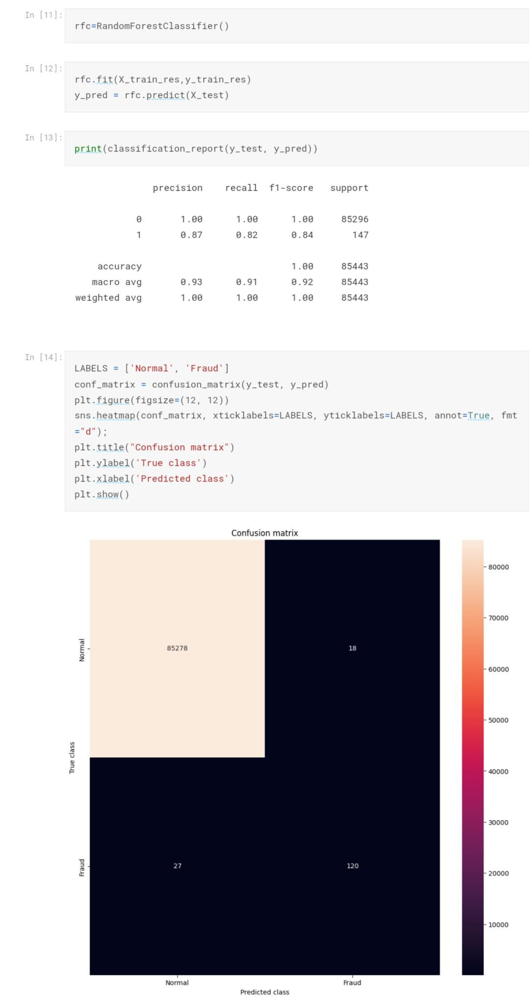 In [11]:
rfc=RandomForestClassifier()
In [12]:
rfc.fit(X_train_res,y_train_res)
y_pred = rfc.predict(X_test)
In [13]:
print(classification_report(y_test, y_pred))
precision recall f1-score support
0 1.00 1.00 1.00 85296
1 0.87 0.82 0.84 147
accuracy 1.00 85443
macro avg 0.93 0.91 0.92 85443
weighted avg 1.00 1.00 1.00 85443
In [14]:
LABELS = ['Normal', 'Fraud']
conf_matrix = confusion_matrix(y_test, y_pred)
plt.figure(figsize=(12, 12))
sns.heatmap(conf_matrix, xticklabels=LABELS, yticklabels=LABELS, annot=True, fmt
="d");
plt.title("Confusion matrix")
plt.ylabel('True class')
plt.xlabel('Predicted class')
plt.show()
Confusion matrix
80000
70000
60000
50000
40000
30000
20000
10000
Normal
85278 18
True class
Fraud
27 120
Normal Fraud
Predicted class